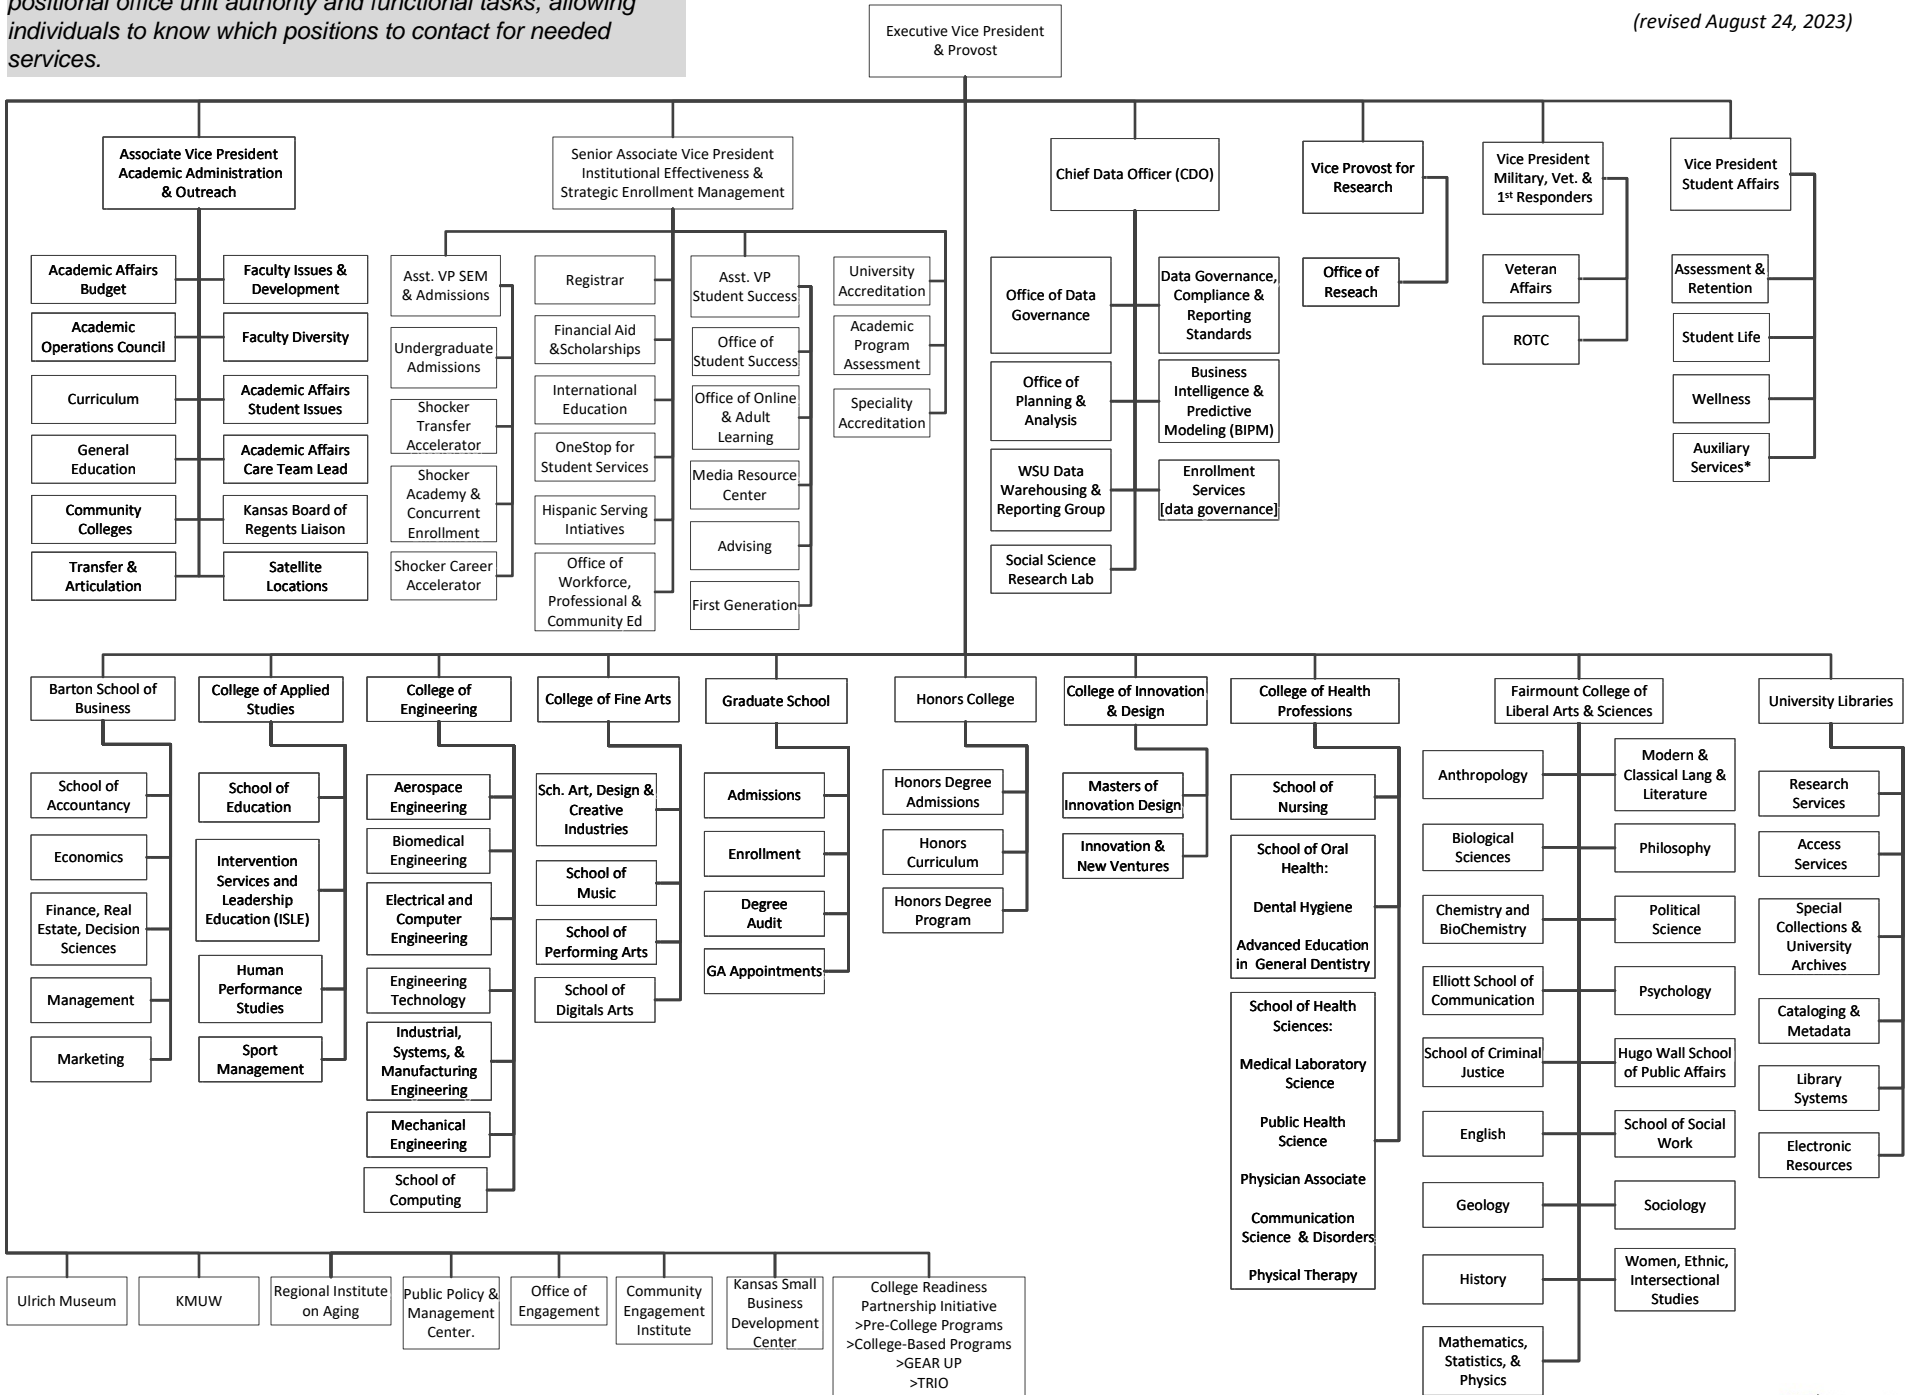 positional office unit authority and functional tasks, allowing
individuals to know which positions to contact for needed
services.
(revised August 24, 2023)
Executive Vice President
& Provost
Associate Vice President
Academic Administration
& Outreach
Senior Associate Vice President
Institutional Effectiveness &
Strategic Enrollment Management
Chief Data Officer (CDO)
Vice Provost for
Research
Vice President
Military, Vet. &
1st Responders
Vice President
Student Affairs
Academic Affairs
Budget
Faculty Issues &
Development
Academic
Operations Council
Faculty Diversity
Curriculum
Academic Affairs
Student Issues
General
Education
Academic Affairs
Care Team Lead
Community
Colleges
Kansas Board of
Regents Liaison
Transfer &
Articulation
Satellite
Locations
Asst. VP SEM
& Admissions
Undergraduate
Admissions
Shocker
Transfer
Accelerator
Shocker
Academy &
Concurrent
Enrollment
Shocker Career
Accelerator
Registrar
Financial Aid
&Scholarships
International
Education
OneStop for
Student Services
Hispanic Serving
Intiatives
Office of
Workforce,
Professional &
Community Ed
Asst. VP
Student Success
Office of
Student Success
Office of Online
& Adult
Learning
Media Resource
Center
Advising
First Generation
University
Accreditation
Academic
Program
Assessment
Speciality
Accreditation
Office of Data
Governance
Data Governance,
Compliance &
Reporting
Standards
Office of
Planning &
Analysis
Business
Intelligence &
Predictive
Modeling (BIPM)
WSU Data
Warehousing &
Reporting Group
Enrollment
Services
[data governance]
Social Science
Research Lab
Office of
Reseach
Veteran
Affairs
ROTC
Assessment &
Retention
Student Life
Wellness
Auxiliary
Services*
Barton School of
Business
School of
Accountancy
Economics
Finance, Real
Estate, Decision
Sciences
Management
Marketing
College of Applied
Studies
School of
Education
Intervention
Services and
Leadership
Education (ISLE)
Human
Performance
Studies
Sport
Management
College of
Engineering
Aerospace
Engineering
Biomedical
Engineering
Electrical and
Computer
Engineering
Engineering
Technology
Industrial,
Systems, &
Manufacturing
Engineering
Mechanical
Engineering
School of
Computing
College of Fine Arts
Sch. Art, Design &
Creative
Industries
School of
Music
School of
Performing Arts
School of
Digitals Arts
Graduate School
Admissions
Enrollment
Degree
Audit
GA Appointments
Honors College
Honors Degree
Admissions
Honors
Curriculum
Honors Degree
Program
College of Innovation
& Design
Masters of
Innovation Design
Innovation &
New Ventures
College of Health
Professions
School of
Nursing
School of Oral
Health:
Dental Hygiene
Advanced Education
in General Dentistry
School of Health
Sciences:
Medical Laboratory
Science
Public Health
Science
Physician Associate
Communication
Science & Disorders
Physical Therapy
Fairmount College of
Liberal Arts & Sciences
Anthropology
Modern &
Classical Lang &
Literature
Biological
Sciences
Philosophy
Chemistry and
BioChemistry
Political
Science
Elliott School of
Communication
Psychology
School of Criminal
Justice
Hugo Wall School
of Public Affairs
English
School of Social
Work
Geology
Sociology
History
Women, Ethnic,
Intersectional
Studies
Mathematics,
Statistics, &
Physics
University Libraries
Research
Services
Access
Services
Special
Collections &
University
Archives
Cataloging &
Metadata
Library
Systems
Electronic
Resources
Ulrich Museum
KMUW
Regional Institute
on Aging
Public Policy &
Management
Center.
Office of
Engagement
Community
Engagement
Institute
Kansas Small
Business
Development
Center
College Readiness
Partnership Initiative
>Pre-College Programs
>College-Based Programs
>GEAR UP
>TRIO